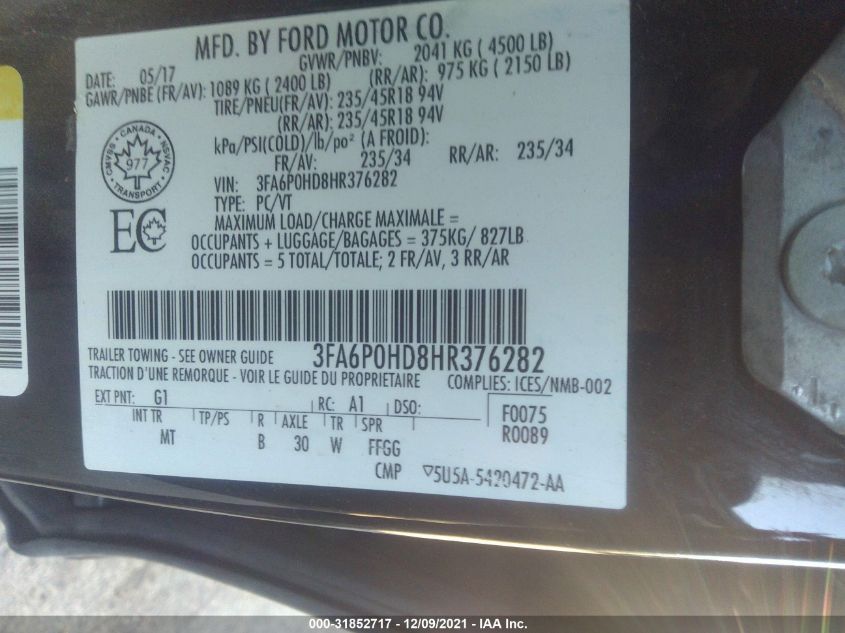 MFD. BY FORD MOTOR CO.
DATE: 05/17 GVWR/PNBV: 2041 KG ( 4500 LB)
GAWR/PNBE (FR/AV): 1089 KG ( 2400 LB) (RR/AR): 975 KG ( 2150 LB)
TIRE/PNEU(FR/AV): 235/45R18 94V
(RR/AR): 235/45R18 94V
kPa/PSI(COLD)/lb/po² (A FROID):
FR/AV: 235/34 RR/AR: 235/34
CANADA
CMVSS 977 NSVAC
TRANSPORT
VIN: 3FA6P0HD8HR376282
TYPE: PC/VT
EC
MAXIMUM LOAD/CHARGE MAXIMALE =
OCCUPANTS + LUGGAGE/BAGAGES = 375KG/ 827LB
OCCUPANTS = 5 TOTAL/TOTALE; 2 FR/AV, 3 RR/AR
3FA6P0HD8HR376282
TRAILER TOWING - SEE OWNER GUIDE
TRACTION D'UNE REMORQUE - VOIR LE GUIDE DU PROPRIETAIRE COMPLIES: ICES/NMB-002
EXT PNT: G1 RC: A1 DSO: F0075
INT TR TP/PS R AXLE TR SPR R0089
MT B 30 W FFGG
CMP ▽5U5A-5420472-AA
000-31852717 - 12/09/2021 - IAA Inc.